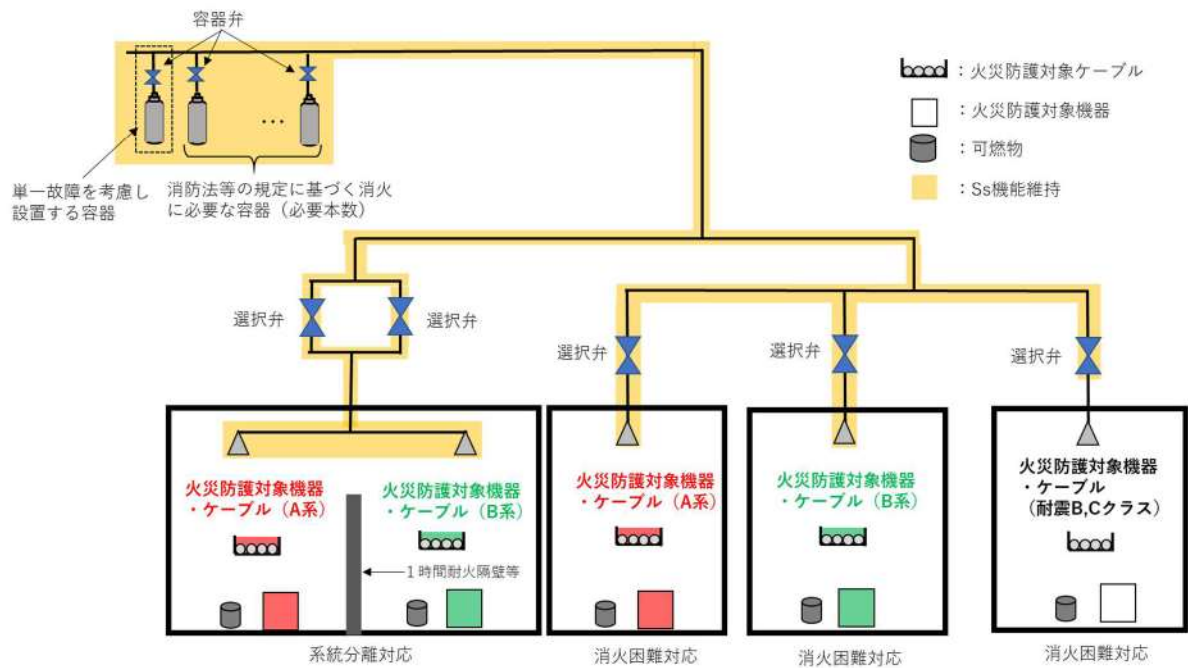 容器弁
…
単一故障を考慮し
設置する容器
消防法等の規定に基づく消火
に必要な容器（必要本数）
：火災防護対象ケーブル
：火災防護対象機器
：可燃物
：Ss機能維持
選択弁
選択弁
選択弁
選択弁
選択弁
火災防護対象機器
・ケーブル（A系）
火災防護対象機器
・ケーブル（B系）
1時間耐火隔壁等
系統分離対応
火災防護対象機器
・ケーブル（A系）
消火困難対応
火災防護対象機器
・ケーブル（B系）
消火困難対応
火災防護対象機器
・ケーブル
（耐震B,Cクラス）
消火困難対応